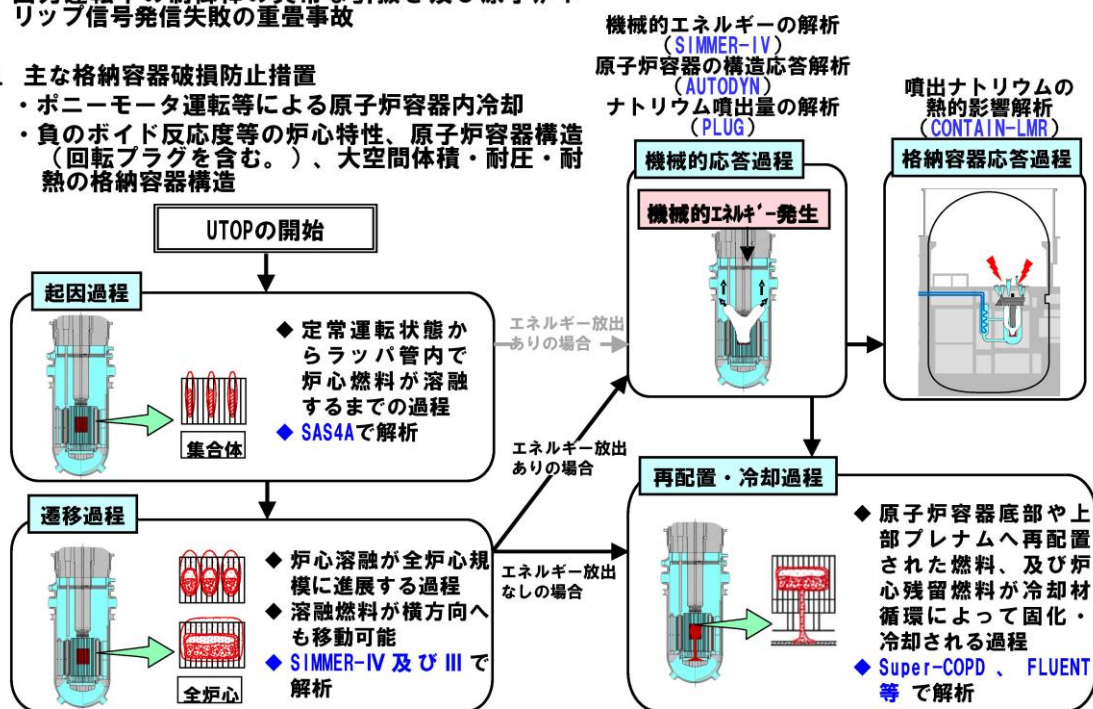 リップ信号発信失敗の重畳事故
主な格納容器破損防止措置
・ポニーモータ運転等による原子炉容器内冷却
・負のボイド反応度等の炉心特性、原子炉容器構造
（回転プラグを含む。）、大空間体積・耐圧・耐
熱の格納容器構造
UTOPの開始
起因過程
◆ 定常運転状態か
らラッパ管内で
炉心燃料が溶融
するまでの過程
◆ SAS4Aで解析
集合体
遷移過程
◆ 炉心溶融が全炉心規
模に進展する過程
◆ 溶融燃料が横方向へ
も移動可能
◆ SIMMER-Ⅳ 及び Ⅲ で
解析
全炉心
エネルギー放出
ありの場合
エネルギー放出
ありの場合
エネルギー放出
なしの場合
機械的エネルギーの解析
（SIMMER-Ⅳ）
原子炉容器の構造応答解析
（AUTODYN）
ナトリウム噴出量の解析
（PLUG）
機械的応答過程
機械的ｴﾈﾙｷﾞｰ発生
噴出ナトリウムの
熱的影響解析
（CONTAIN-LMR）
格納容器応答過程
再配置・冷却過程
◆ 原子炉容器底部や上
部プレナムへ再配置
された燃料、及び炉
心残留燃料が冷却材
循環によって固化・
冷却される過程
◆ Super-COPD 、 FLUENT
等 で解析